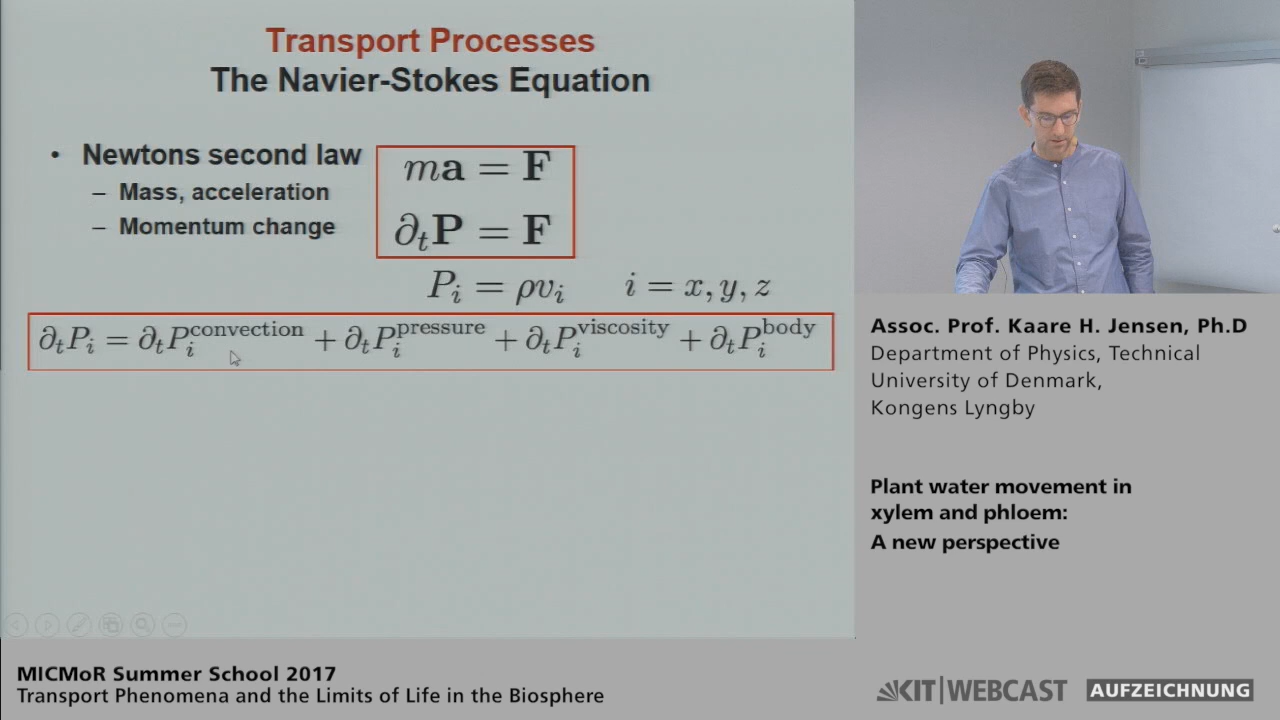 Transport Processes
The Navier-Stokes Equation
• Newtons second law
– Mass, acceleration
– Momentum change
ma = F
∂ₜP = F
Pᵢ = ρvᵢ i = x, y, z
∂ₜPᵢ = ∂ₜPᵢ^convection + ∂ₜPᵢ^pressure + ∂ₜPᵢ^viscosity + ∂ₜPᵢ^body
Assoc. Prof. Kaare H. Jensen, Ph.D
Department of Physics, Technical
University of Denmark,
Kongens Lyngby
Plant water movement in
xylem and phloem:
A new perspective
MICMoR Summer School 2017
Transport Phenomena and the Limits of Life in the Biosphere
KIT|WEBCAST AUFZEICHNUNG